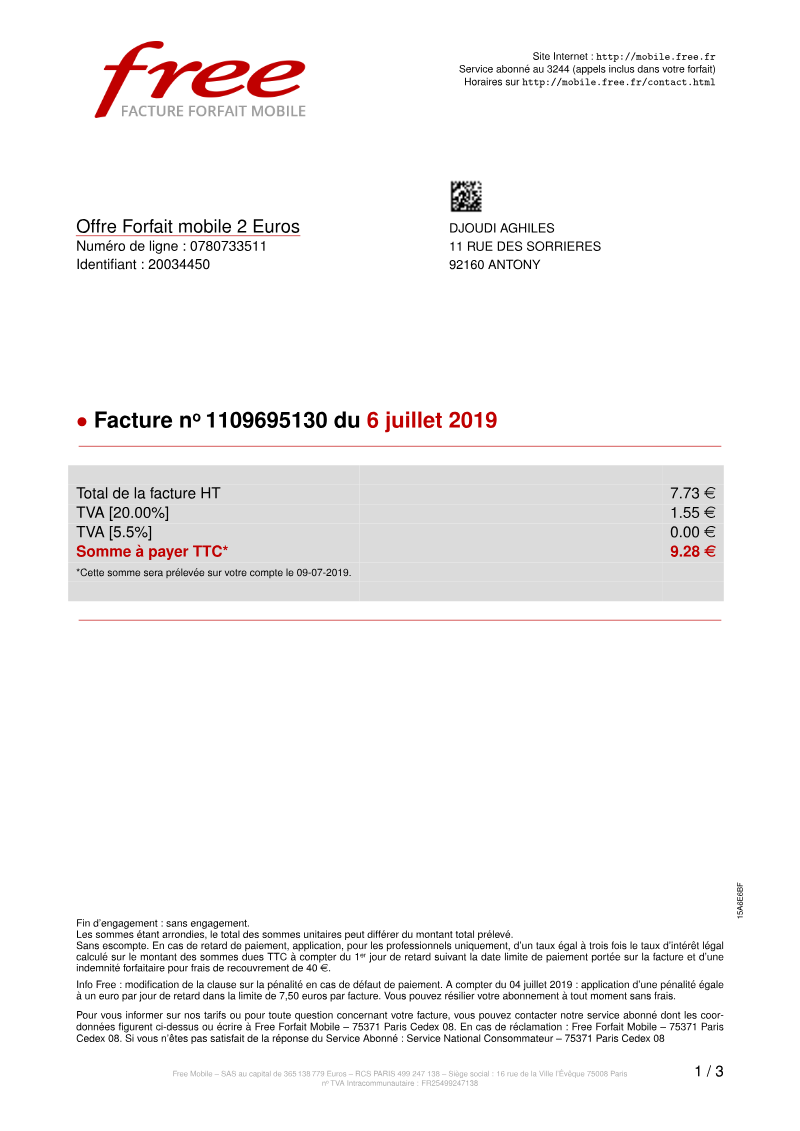 free
FACTURE FORFAIT MOBILE
Site Internet : http://mobile.free.fr
Service abonné au 3244 (appels inclus dans votre forfait)
Horaires sur http://mobile.free.fr/contact.html
Offre Forfait mobile 2 Euros
Numéro de ligne : 0780733511
Identifiant : 20034450
DJOUDI AGHILES
11 RUE DES SORRIERES
92160 ANTONY
• Facture nº 1109695130 du 6 juillet 2019
Total de la facture HT 7.73 €
TVA [20.00%] 1.55 €
TVA [5.5%] 0.00 €
Somme à payer TTC* 9.28 €
*Cette somme sera prélevée sur votre compte le 09-07-2019.
15A6E6BF
Fin d'engagement : sans engagement.
Les sommes étant arrondies, le total des sommes unitaires peut différer du montant total prélevé.
Sans escompte. En cas de retard de paiement, application, pour les professionnels uniquement, d'un taux égal à trois fois le taux d'intérêt légal
calculé sur le montant des sommes dues TTC à compter du 1er jour de retard suivant la date limite de paiement portée sur la facture et d'une
indemnité forfaitaire pour frais de recouvrement de 40 €.
Info Free : modification de la clause sur la pénalité en cas de défaut de paiement. A compter du 04 juillet 2019 : application d'une pénalité égale
à un euro par jour de retard dans la limite de 7,50 euros par facture. Vous pouvez résilier votre abonnement à tout moment sans frais.
Pour vous informer sur nos tarifs ou pour toute question concernant votre facture, vous pouvez contacter notre service abonné dont les coor-
données figurent ci-dessus ou écrire à Free Forfait Mobile – 75371 Paris Cedex 08. En cas de réclamation : Free Forfait Mobile – 75371 Paris
Cedex 08. Si vous n'êtes pas satisfait de la réponse du Service Abonné : Service National Consommateur – 75371 Paris Cedex 08
Free Mobile – SAS au capital de 365 138 779 Euros – RCS PARIS 499 247 138 – Siège social : 16 rue de la Ville l'Évêque 75008 Paris
nº TVA Intracommunautaire : FR25499247138
1 / 3